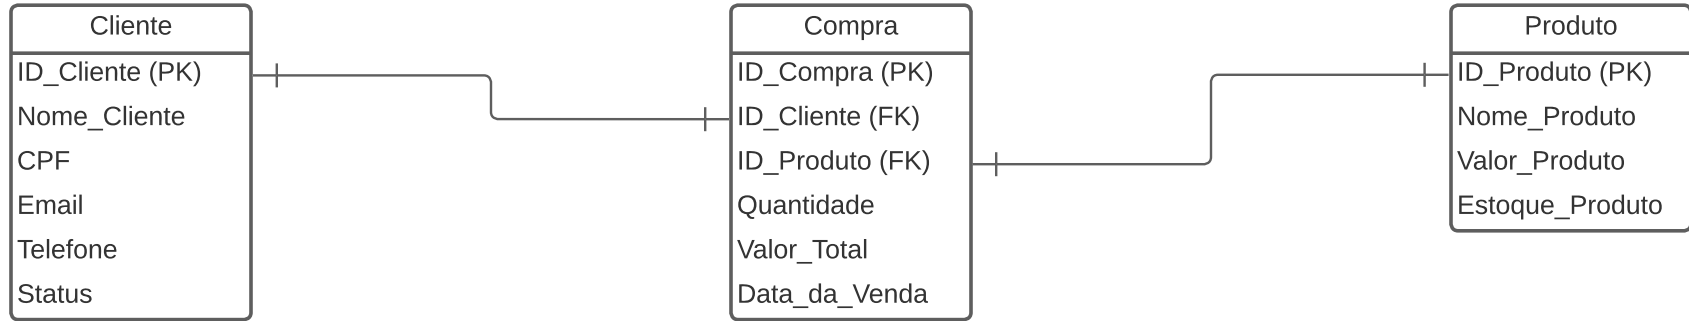 Cliente
ID_Cliente (PK)
Nome_Cliente
CPF
Email
Telefone
Status
Compra
ID_Compra (PK)
ID_Cliente (FK)
ID_Produto (FK)
Quantidade
Valor_Total
Data_da_Venda
Produto
ID_Produto (PK)
Nome_Produto
Valor_Produto
Estoque_Produto